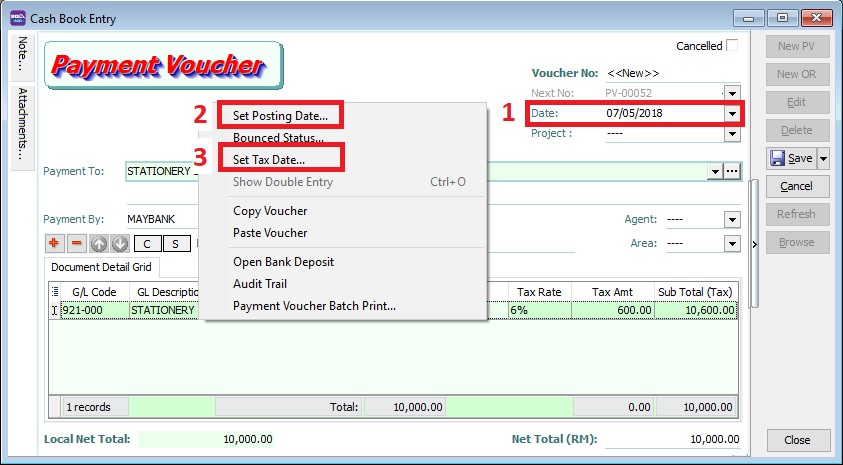 Cash Book Entry
Note...
Attachments...
Payment Voucher
Cancelled
Voucher No: <<New>>
Next No: PV-00052
1 Date: 07/05/2018
Project : ----
2 Set Posting Date...
Bounced Status...
3 Set Tax Date...
Show Double Entry Ctrl+O
Copy Voucher
Paste Voucher
Open Bank Deposit
Audit Trail
Payment Voucher Batch Print...
Payment To: STATIONERY
Payment By: MAYBANK
Agent: ----
Area: ----
C S
Document Detail Grid
G/L Code GL Descriptio Tax Rate Tax Amt Sub Total (Tax)
921-000 STATIONERY 6% 600.00 10,600.00
1 records Total: 10,000.00 0.00 10,000.00
Local Net Total: 10,000.00 Net Total (RM): 10,000.00
New PV
New OR
Edit
Delete
Save
Cancel
Refresh
Browse
Close